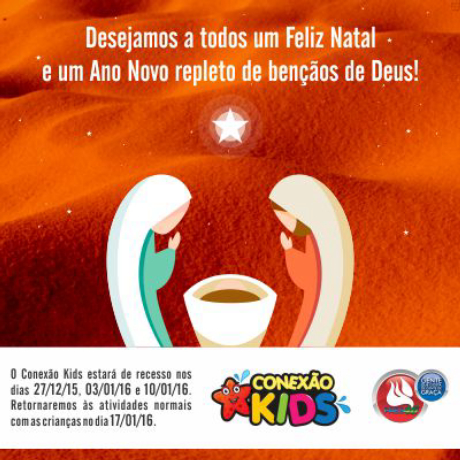 Desejamos a todos um Feliz Natal
e um Ano Novo repleto de bençãos de Deus!
O Conexão Kids estará de recesso nos
dias 27/12/15, 03/01/16 e 10/01/16.
Retornaremos às atividades normais
com as crianças no dia 17/01/16.
CONEXÃO
KIDS
GENTE
GRAÇA